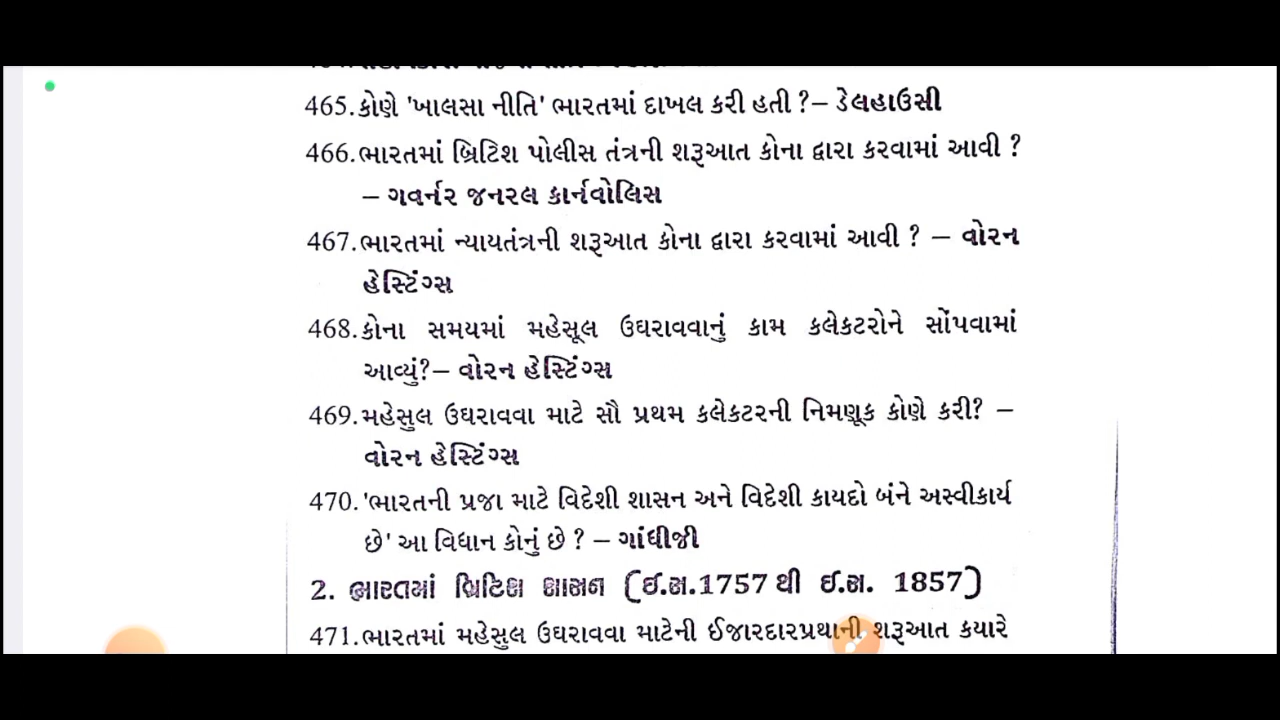 465. કોણે 'ખાલસા નીતિ' ભારતમાં દાખલ કરી હતી ?– ડેલહાઉસી
466. ભારતમાં બ્રિટિશ પોલીસ તંત્રની શરૂઆત કોના દ્વારા કરવામાં આવી ?
– ગવર્નર જનરલ કાર્નવોલિસ
467. ભારતમાં ન્યાયતંત્રની શરૂઆત કોના દ્વારા કરવામાં આવી ? – વોરન
હેસ્ટિંગ્સ
468. કોના સમયમાં મહેસૂલ ઉઘરાવવાનું કામ કલેકટરોને સોંપવામાં
આવ્યું?– વોરન હેસ્ટિંગ્સ
469. મહેસુલ ઉઘરાવવા માટે સૌ પ્રથમ કલેકટરની નિમણૂક કોણે કરી? –
વોરન હેસ્ટિંગ્સ
470. 'ભારતની પ્રજા માટે વિદેશી શાસન અને વિદેશી કાયદો બંને અસ્વીકાર્ય
છે' આ વિધાન કોનું છે ? – ગાંધીજી
2. ભારતમાં બ્રિટિશ શાસન (ઈ.સ.1757 થી ઈ.સ. 1857)
471. ભારતમાં મહેસુલ ઉઘરાવવા માટેની ઈજારદારપ્રથાની શરૂઆત કયારે